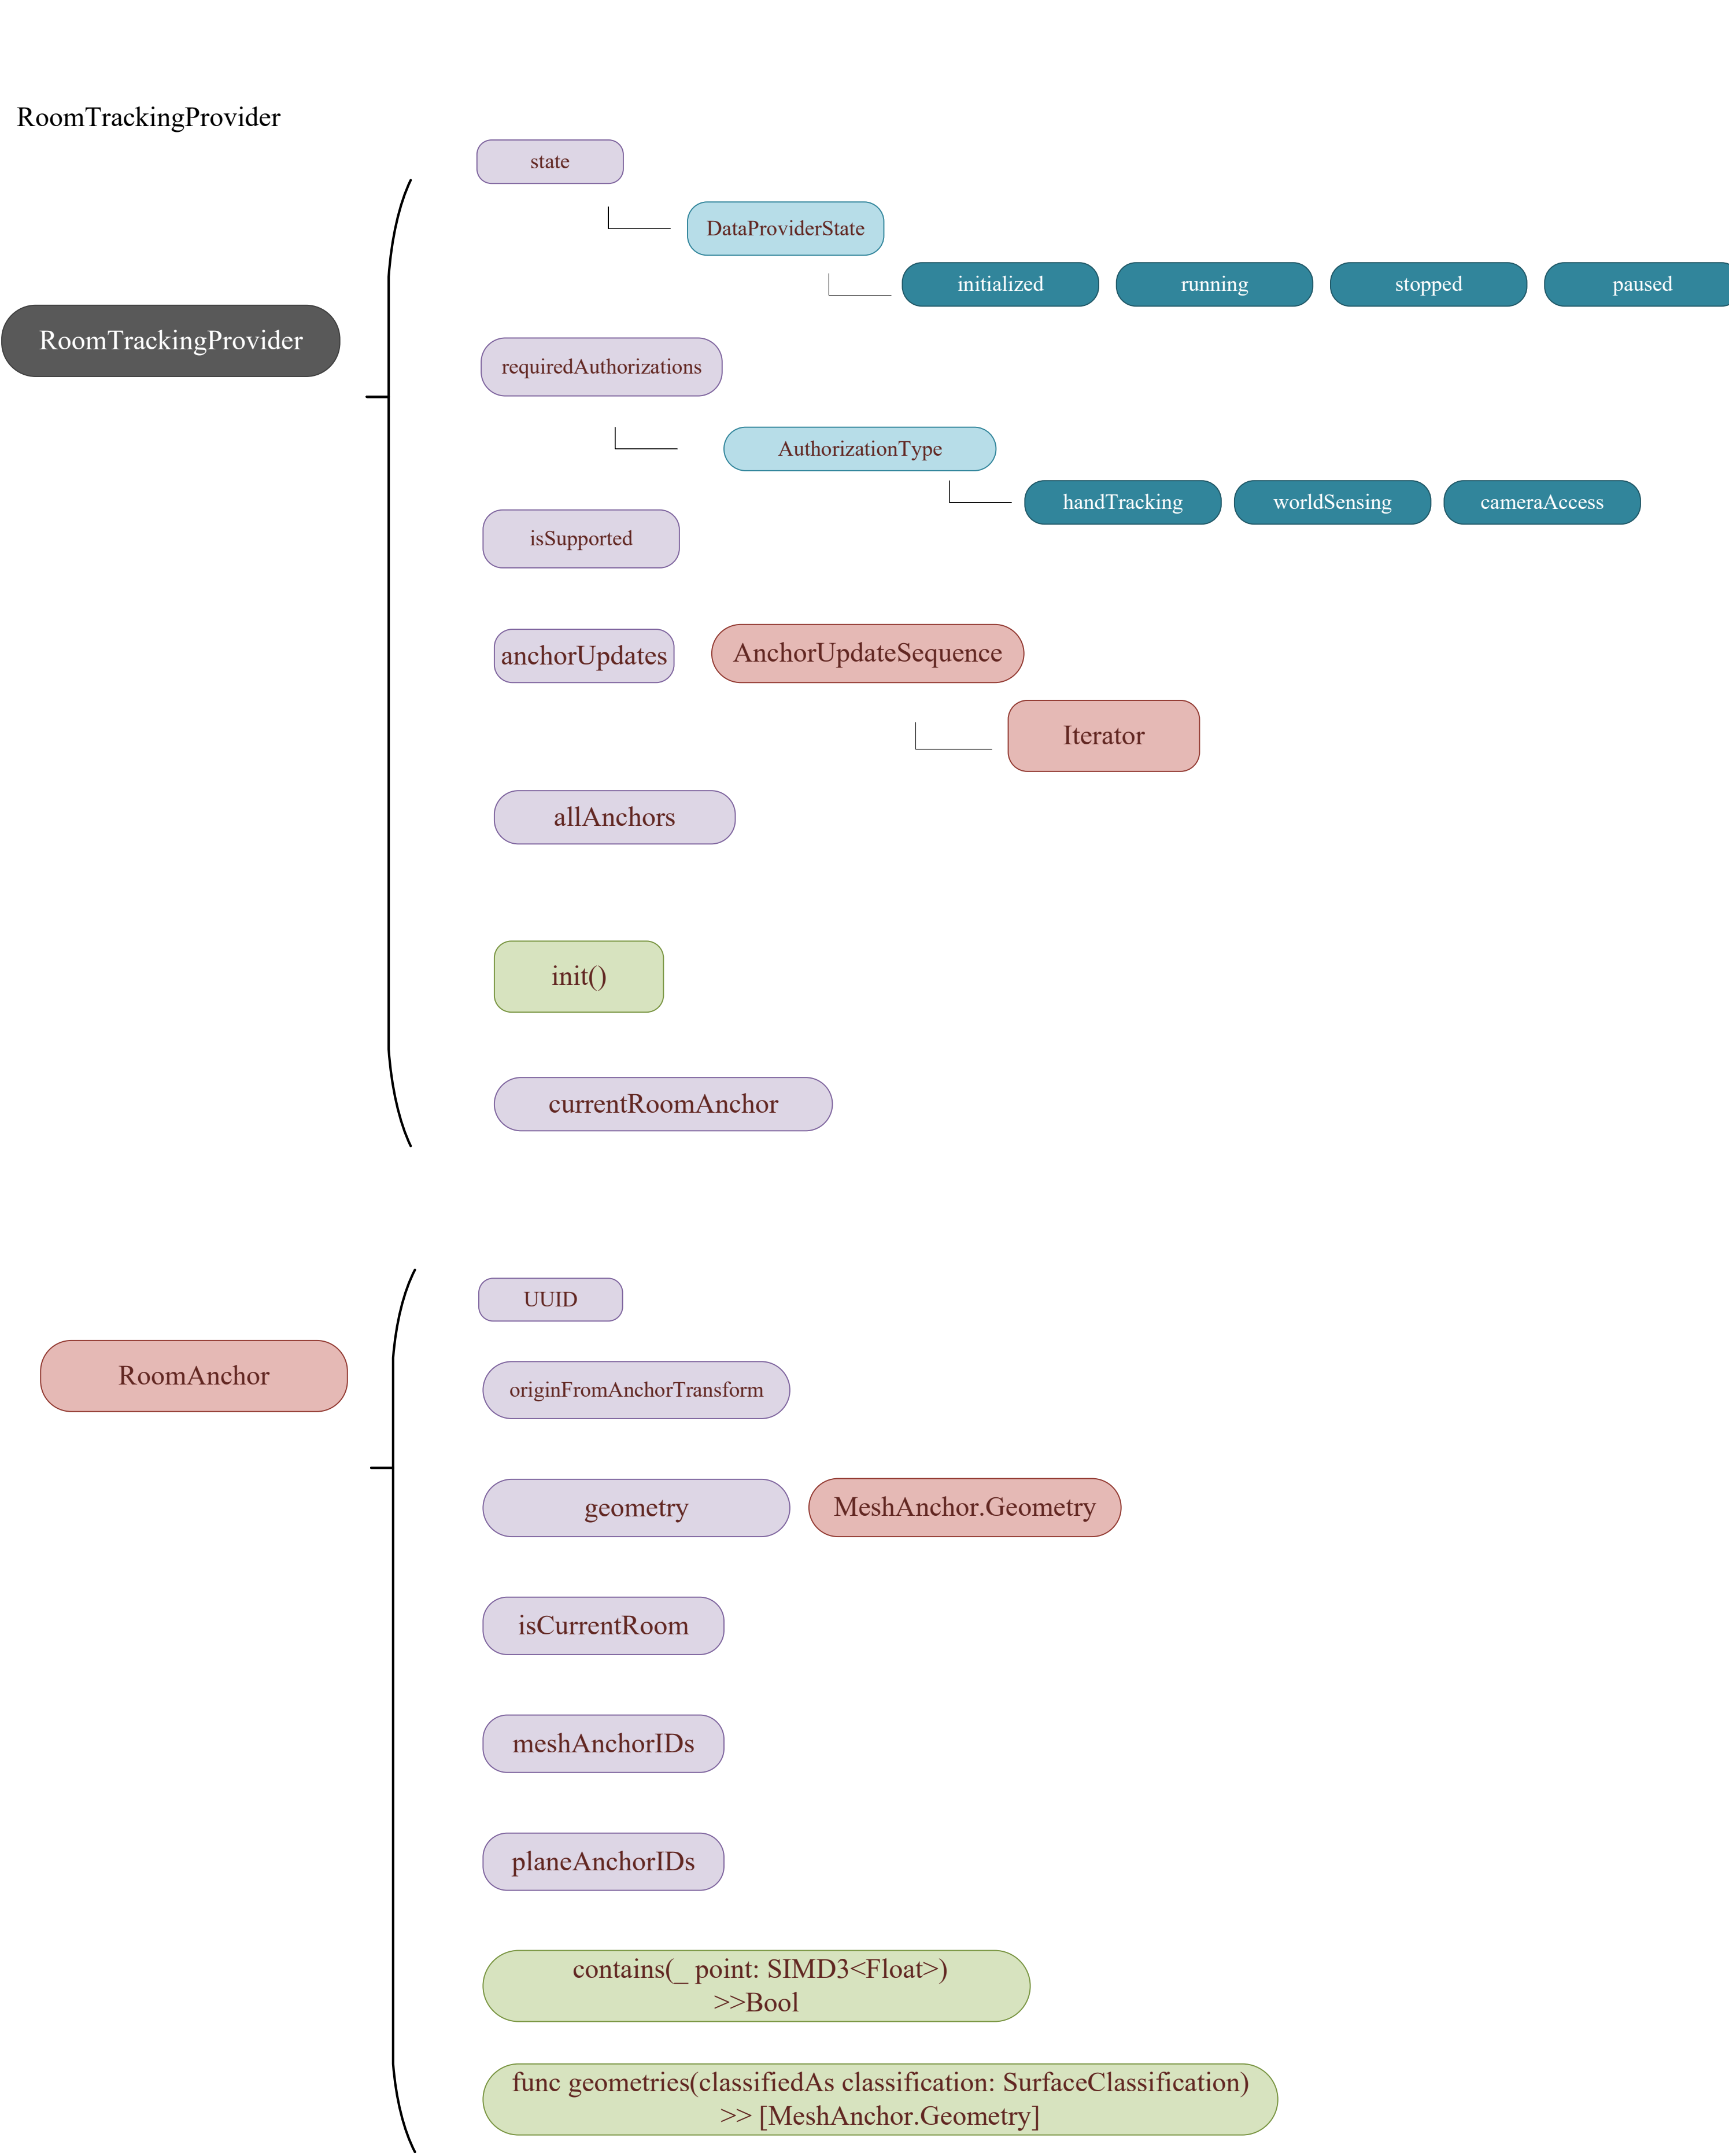 RoomTrackingProvider
state
DataProviderState
initialized
running
stopped
paused
RoomTrackingProvider
requiredAuthorizations
AuthorizationType
handTracking
worldSensing
cameraAccess
isSupported
anchorUpdates
AnchorUpdateSequence
Iterator
allAnchors
init()
currentRoomAnchor
UUID
RoomAnchor
originFromAnchorTransform
geometry
MeshAnchor.Geometry
isCurrentRoom
meshAnchorIDs
planeAnchorIDs
contains(_ point: SIMD3<Float>)
>>Bool
func geometries(classifiedAs classification: SurfaceClassification)
>> [MeshAnchor.Geometry]